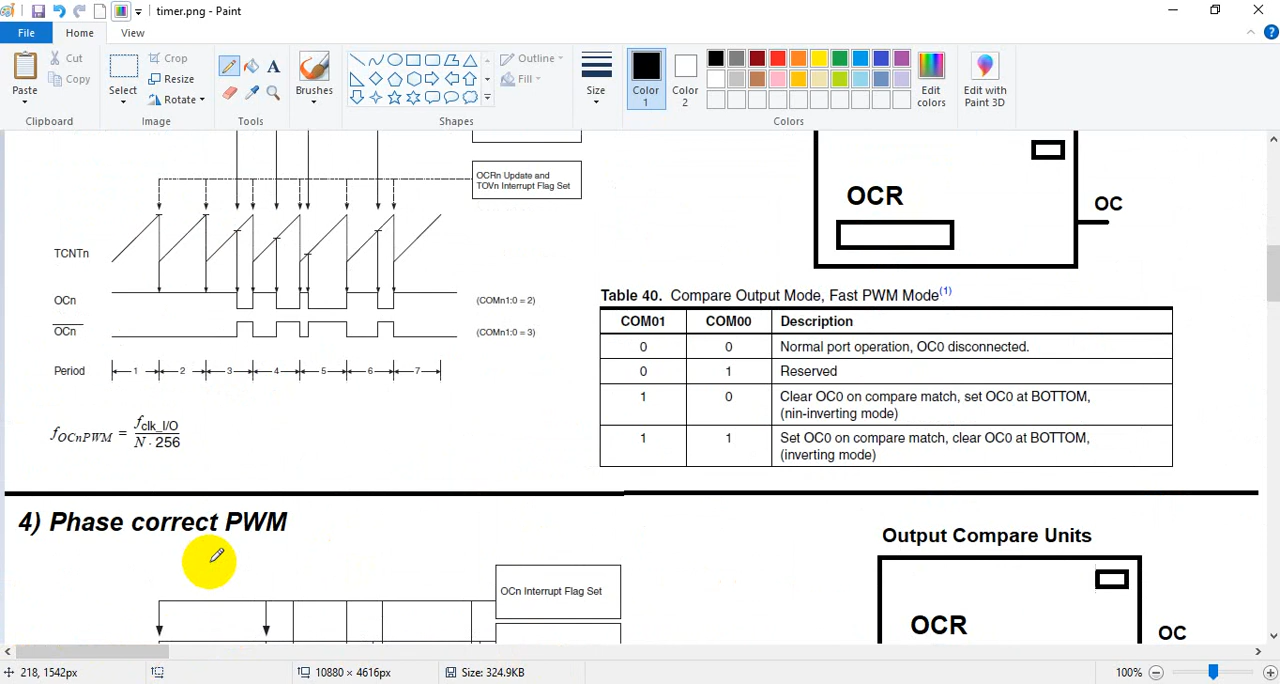 timer.png - Paint
File
Home
View
Paste
Cut
Copy
Clipboard
Select
Crop
Resize
Rotate
Image
A
Tools
Brushes
Shapes
Outline
Fill
Size
Color 1
Color 2
Edit colors
Edit with Paint 3D
Colors
OCRn Update and
TOVn Interrupt Flag Set
TCNTn
OCn
(COMn1:0 = 2)
OCn
(COMn1:0 = 3)
Period 1 2 3 4 5 6 7
fOCnPWM = fclk_I/O
N · 256
OCR
OC
Table 40. Compare Output Mode, Fast PWM Mode(1)
COM01 COM00 Description
0 0 Normal port operation, OC0 disconnected.
0 1 Reserved
1 0 Clear OC0 on compare match, set OC0 at BOTTOM,
(nin-inverting mode)
1 1 Set OC0 on compare match, clear OC0 at BOTTOM,
(inverting mode)
4) Phase correct PWM
OCn Interrupt Flag Set
Output Compare Units
OCR
OC
218, 1542px
10880 × 4616px
Size: 324.9KB
100%